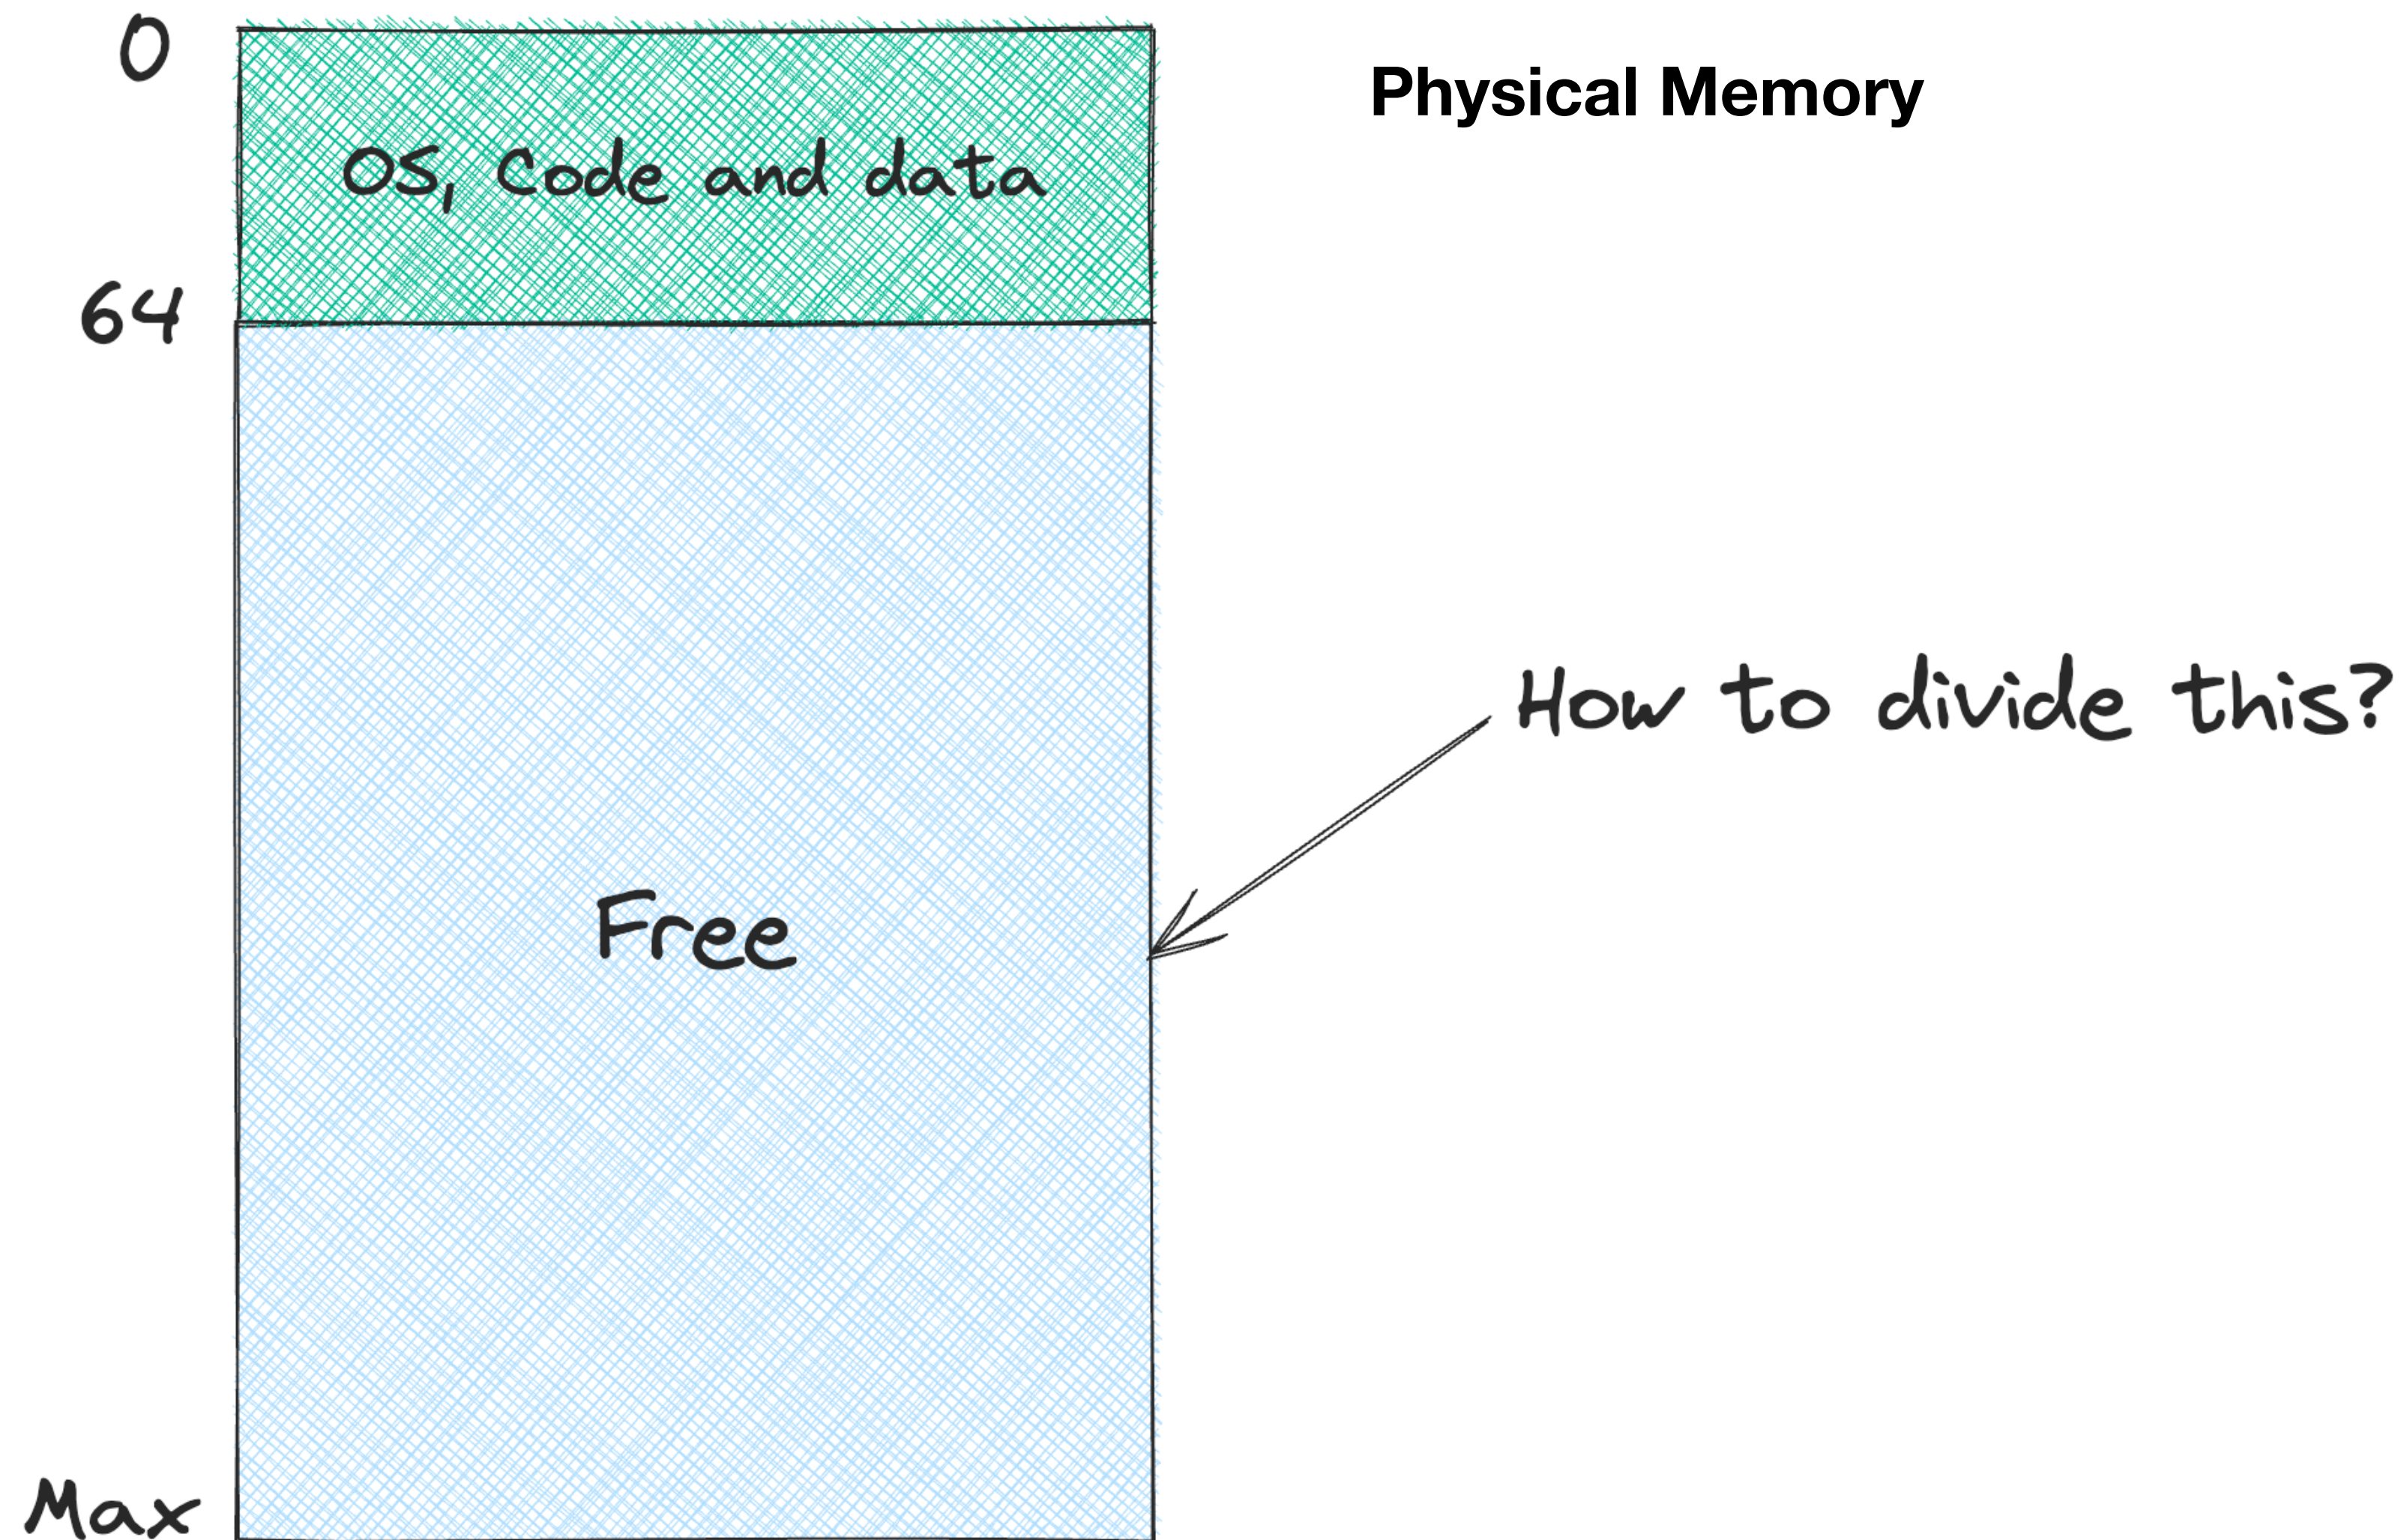 0
Physical Memory
OS, Code and data
64
How to divide this?
Free
Max